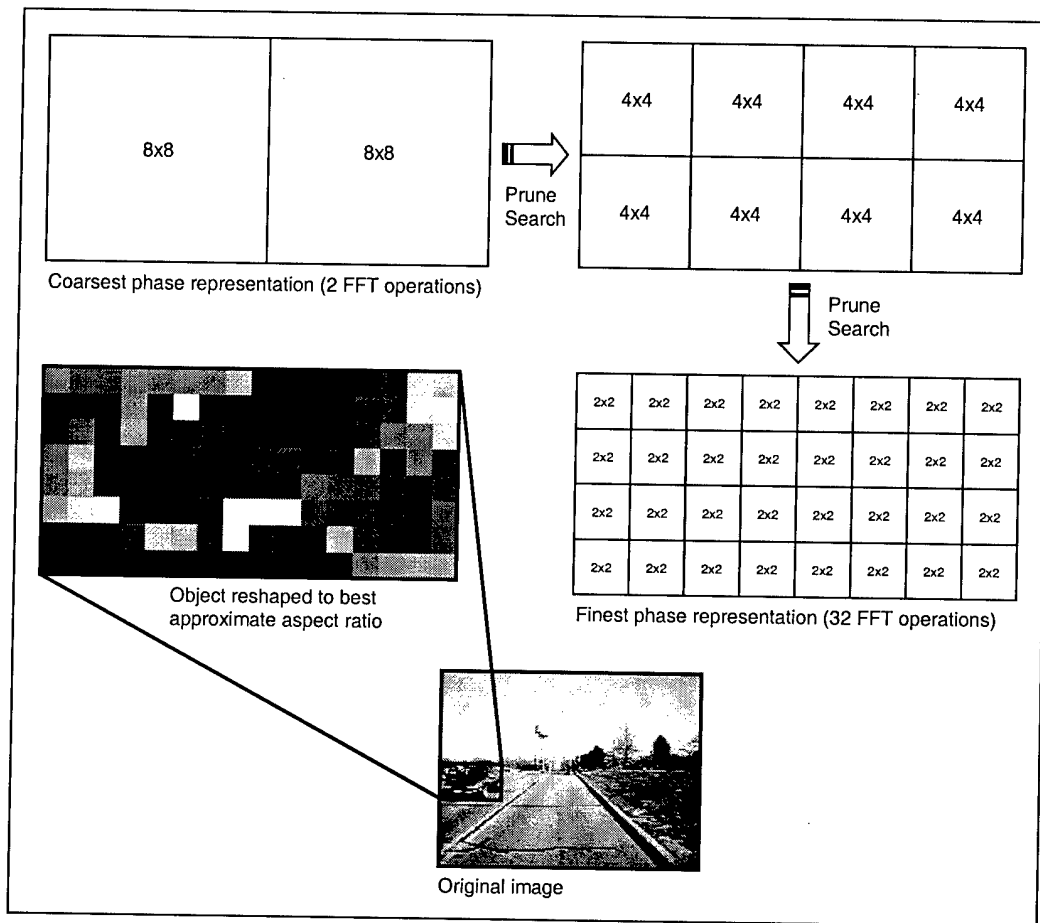 8x8 8x8
Coarsest phase representation (2 FFT operations)
Prune
Search
4x4 4x4 4x4 4x4
4x4 4x4 4x4 4x4
Prune
Search
2x2 2x2 2x2 2x2 2x2 2x2 2x2 2x2
2x2 2x2 2x2 2x2 2x2 2x2 2x2 2x2
2x2 2x2 2x2 2x2 2x2 2x2 2x2 2x2
2x2 2x2 2x2 2x2 2x2 2x2 2x2 2x2
Finest phase representation (32 FFT operations)
Object reshaped to best
approximate aspect ratio
Original image